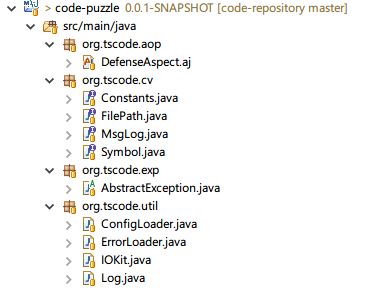 > code-puzzle 0.0.1-SNAPSHOT [code-repository master]
src/main/java
org.tscode.aop
DefenseAspect.aj
org.tscode.cv
Constants.java
FilePath.java
MsgLog.java
Symbol.java
org.tscode.exp
AbstractException.java
org.tscode.util
ConfigLoader.java
ErrorLoader.java
IOKit.java
Log.java